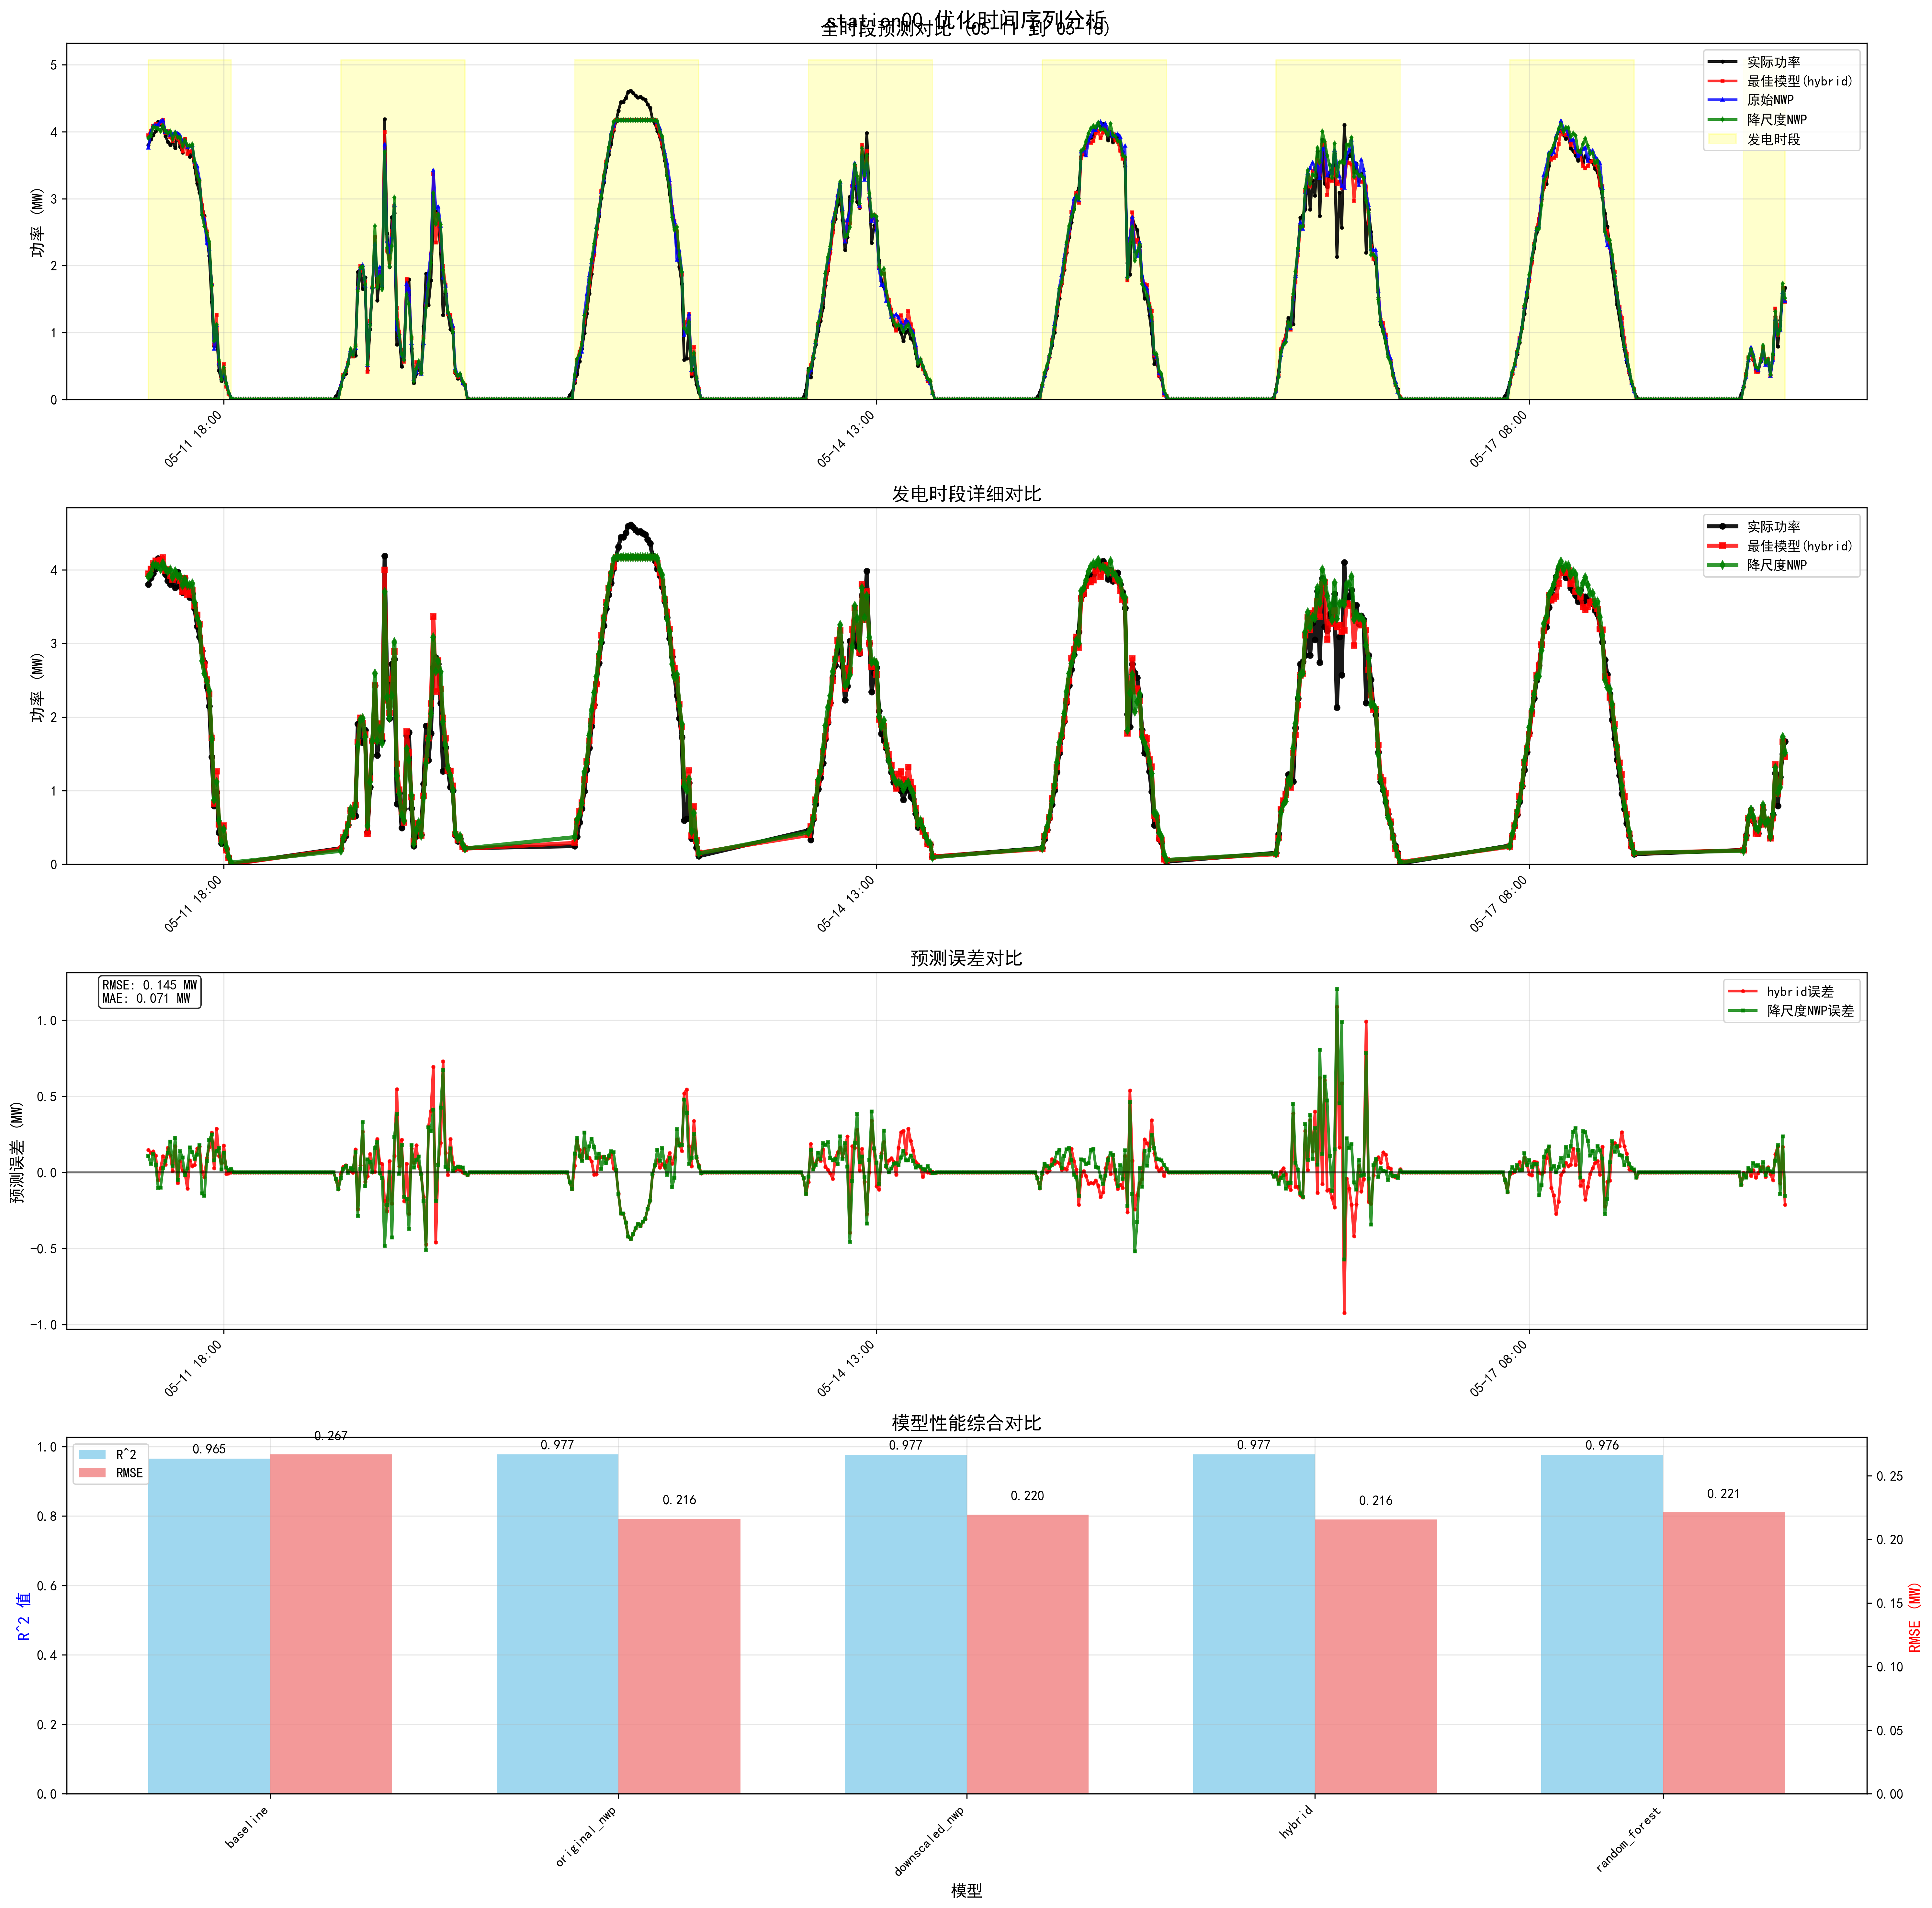 station00 优化时间序列分析
全时段预测对比 (05-11 到 05-18)
实际功率
最佳模型(hybrid)
原始NWP
降尺度NWP
发电时段
功率 (MW)
5
4
3
2
1
0
05-11 18:00
05-14 13:00
05-17 08:00
发电时段详细对比
实际功率
最佳模型(hybrid)
降尺度NWP
功率 (MW)
4
3
2
1
0
05-11 18:00
05-14 13:00
05-17 08:00
预测误差对比
RMSE: 0.145 MW
MAE: 0.071 MW
hybrid误差
降尺度NWP误差
预测误差 (MW)
1.0
0.5
0.0
-0.5
-1.0
05-11 18:00
05-14 13:00
05-17 08:00
模型性能综合对比
R^2
RMSE
0.965
0.267
0.977
0.216
0.977
0.220
0.977
0.216
0.976
0.221
R^2 值
1.0
0.8
0.6
0.4
0.2
0.0
RMSE (MW)
0.25
0.20
0.15
0.10
0.05
0.00
baseline
original_nwp
downscaled_nwp
hybrid
random_forest
模型